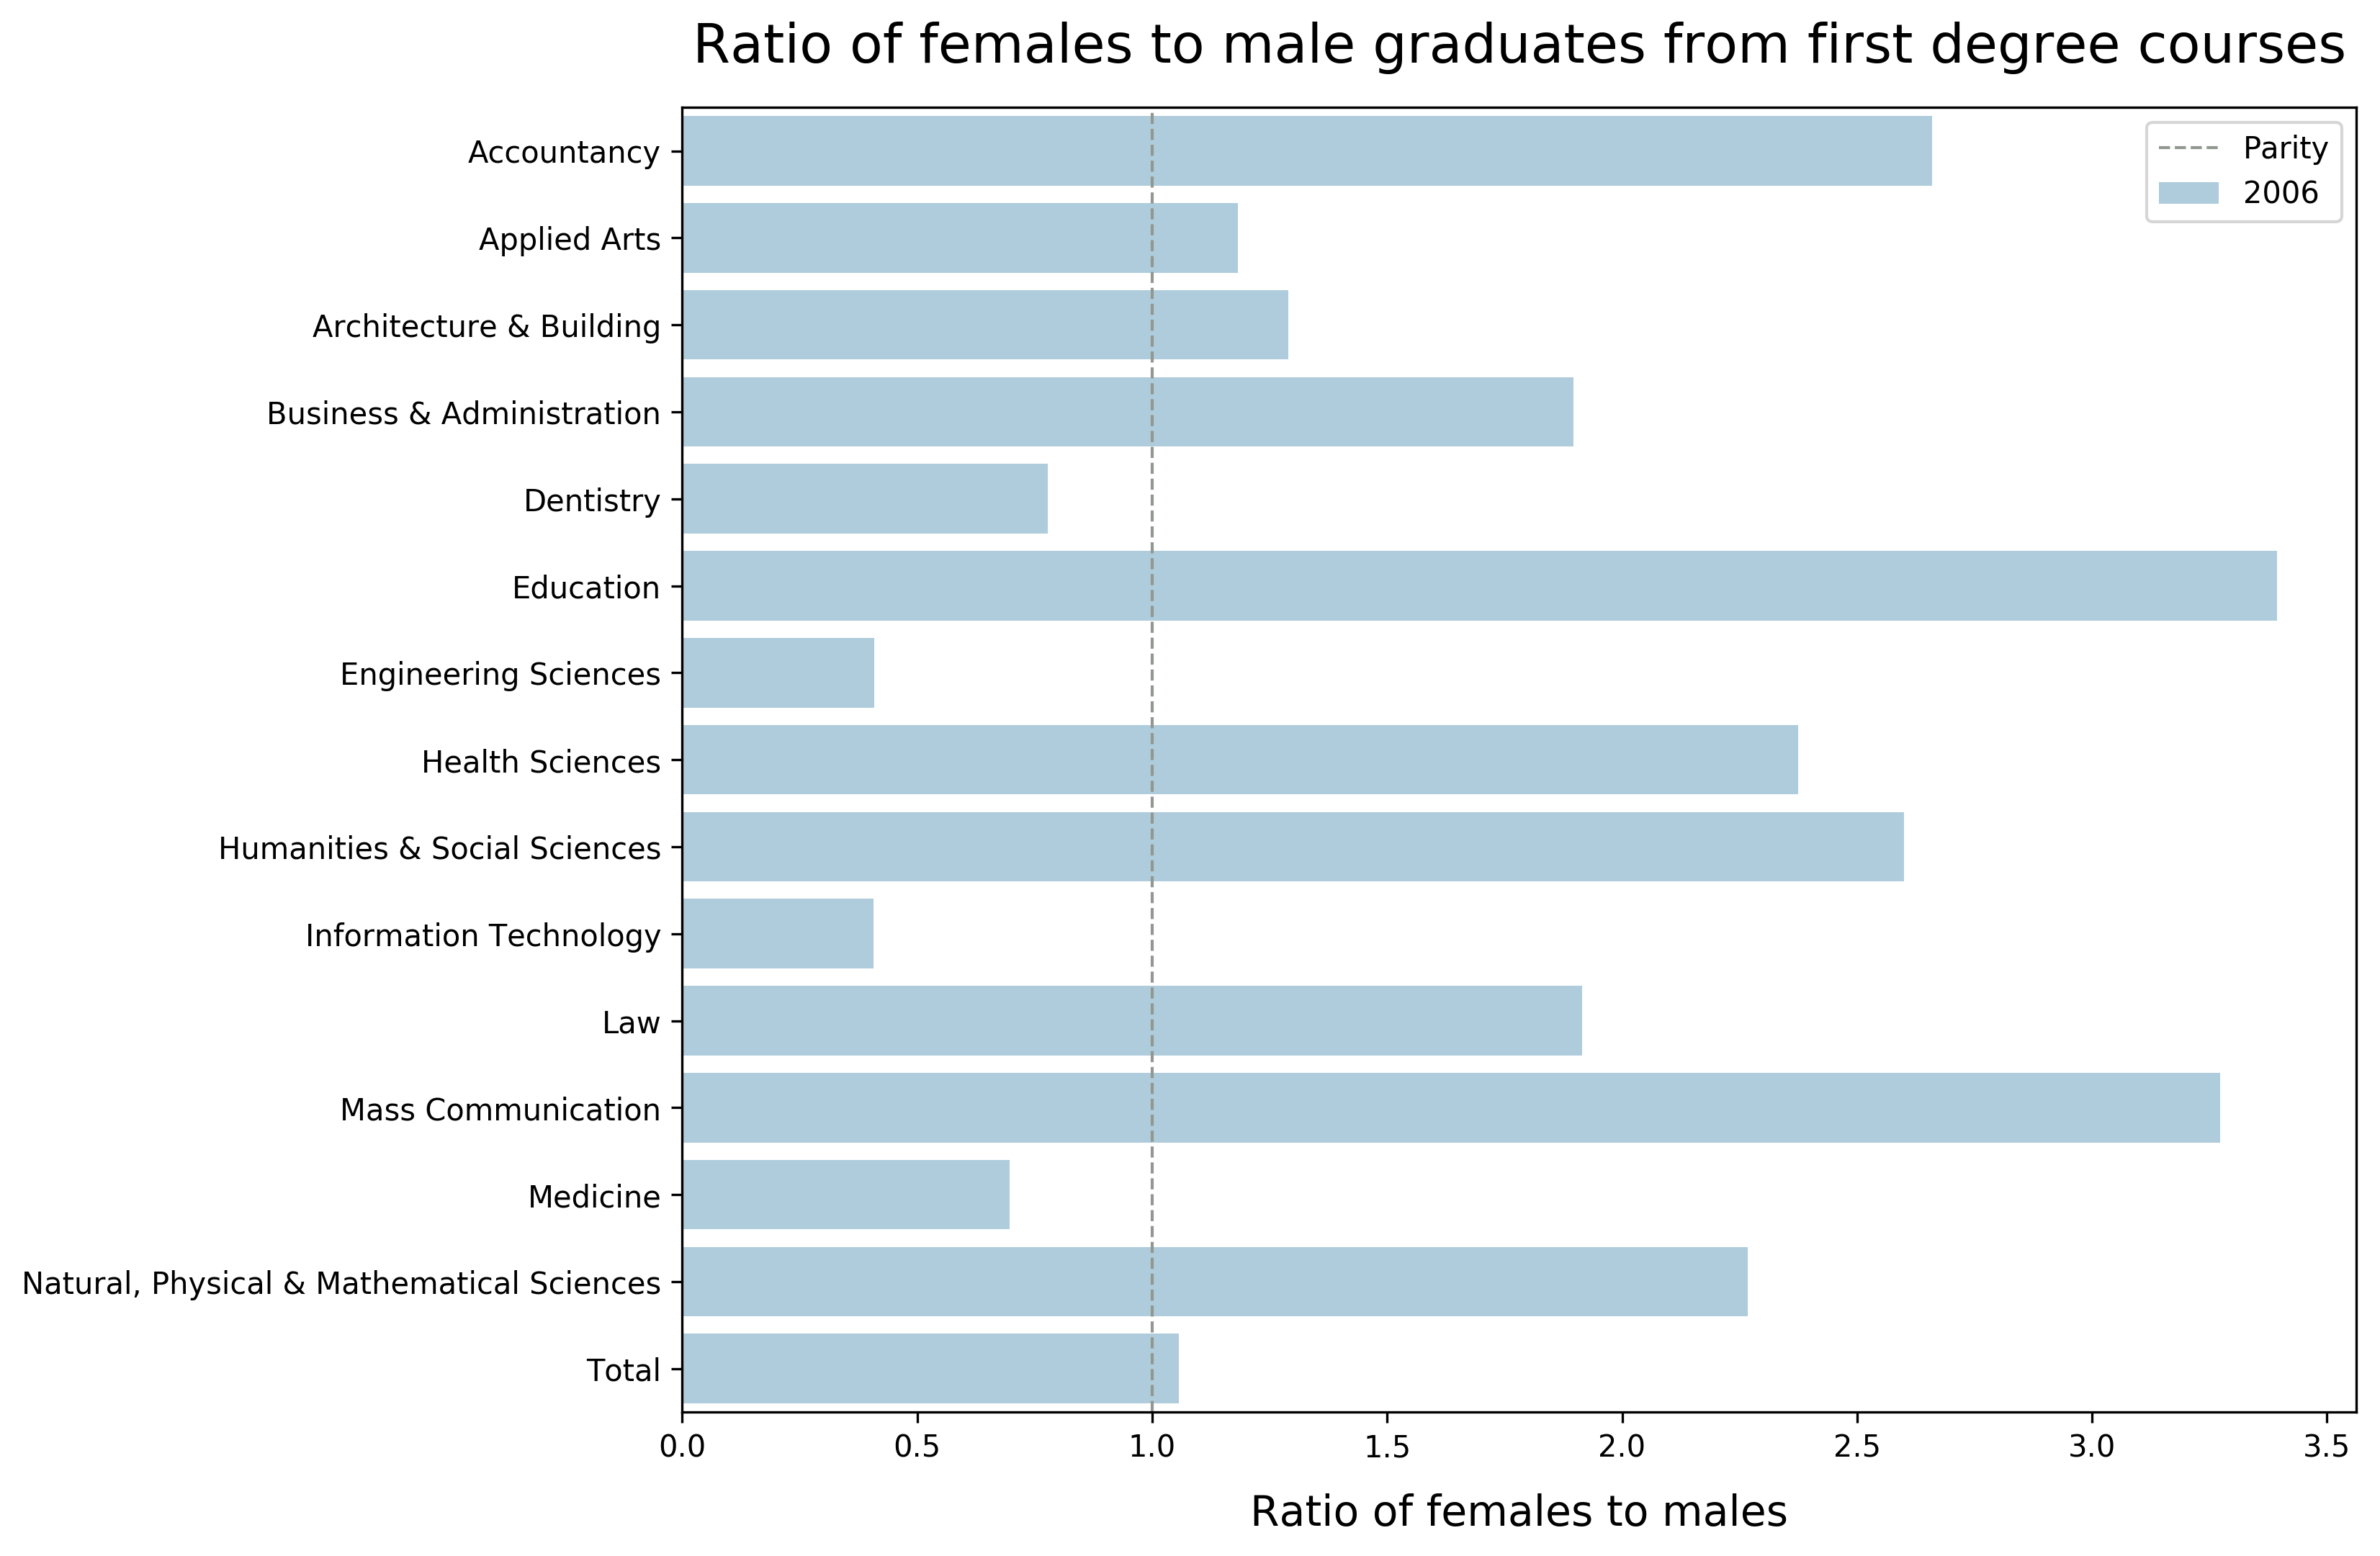 Ratio of females to male graduates from first degree courses
Parity
2006
Accountancy
Applied Arts
Architecture & Building
Business & Administration
Dentistry
Education
Engineering Sciences
Health Sciences
Humanities & Social Sciences
Information Technology
Law
Mass Communication
Medicine
Natural, Physical & Mathematical Sciences
Total
0.0 0.5 1.0 1.5 2.0 2.5 3.0 3.5
Ratio of females to males